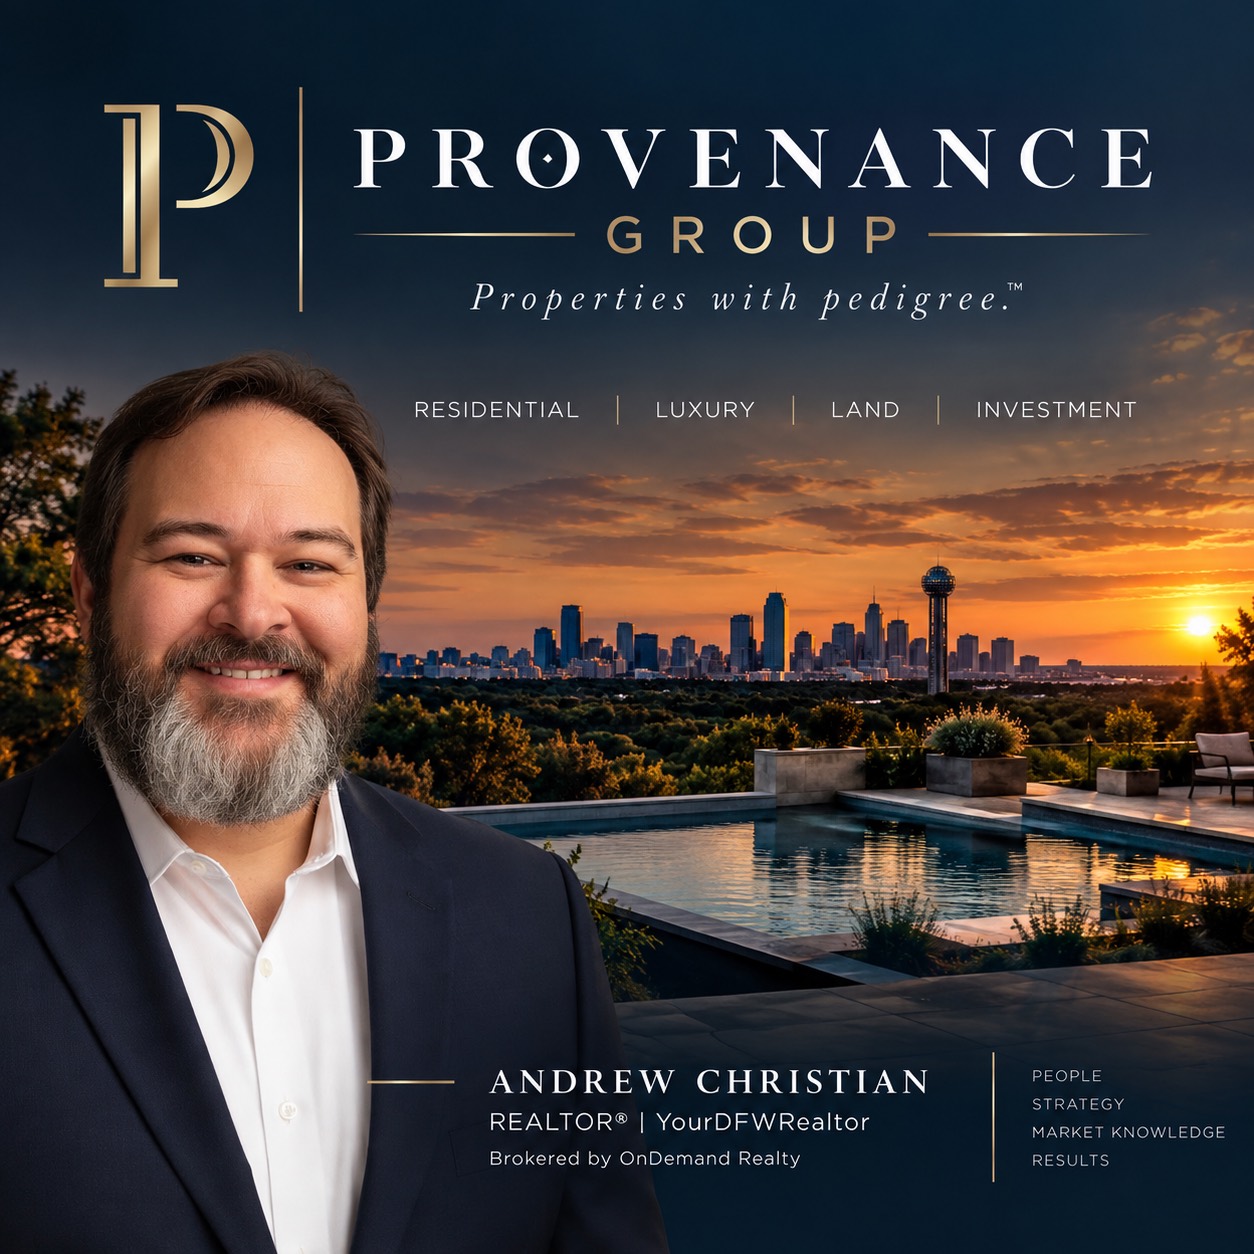 P
PROVENANCE
GROUP
Properties with pedigree.™
RESIDENTIAL | LUXURY | LAND | INVESTMENT
ANDREW CHRISTIAN
REALTOR® | YourDFWRealtor
Brokered by OnDemand Realty
PEOPLE
STRATEGY
MARKET KNOWLEDGE
RESULTS